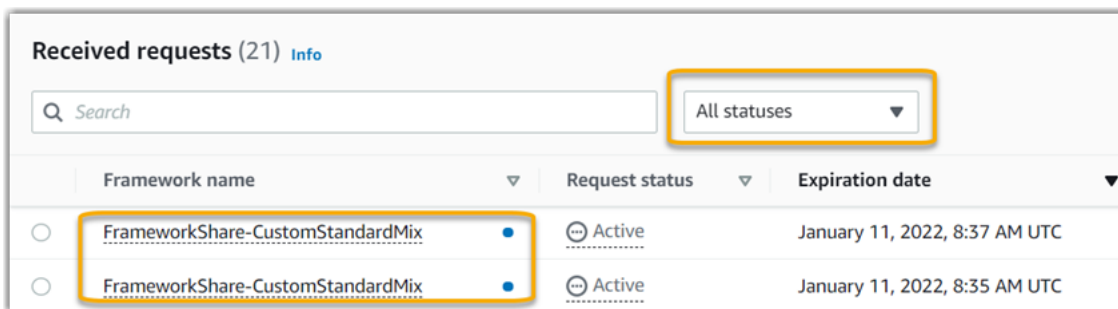 Received requests (21) Info
Search
All statuses
Framework name Request status Expiration date
FrameworkShare-CustomStandardMix Active January 11, 2022, 8:37 AM UTC
FrameworkShare-CustomStandardMix Active January 11, 2022, 8:35 AM UTC